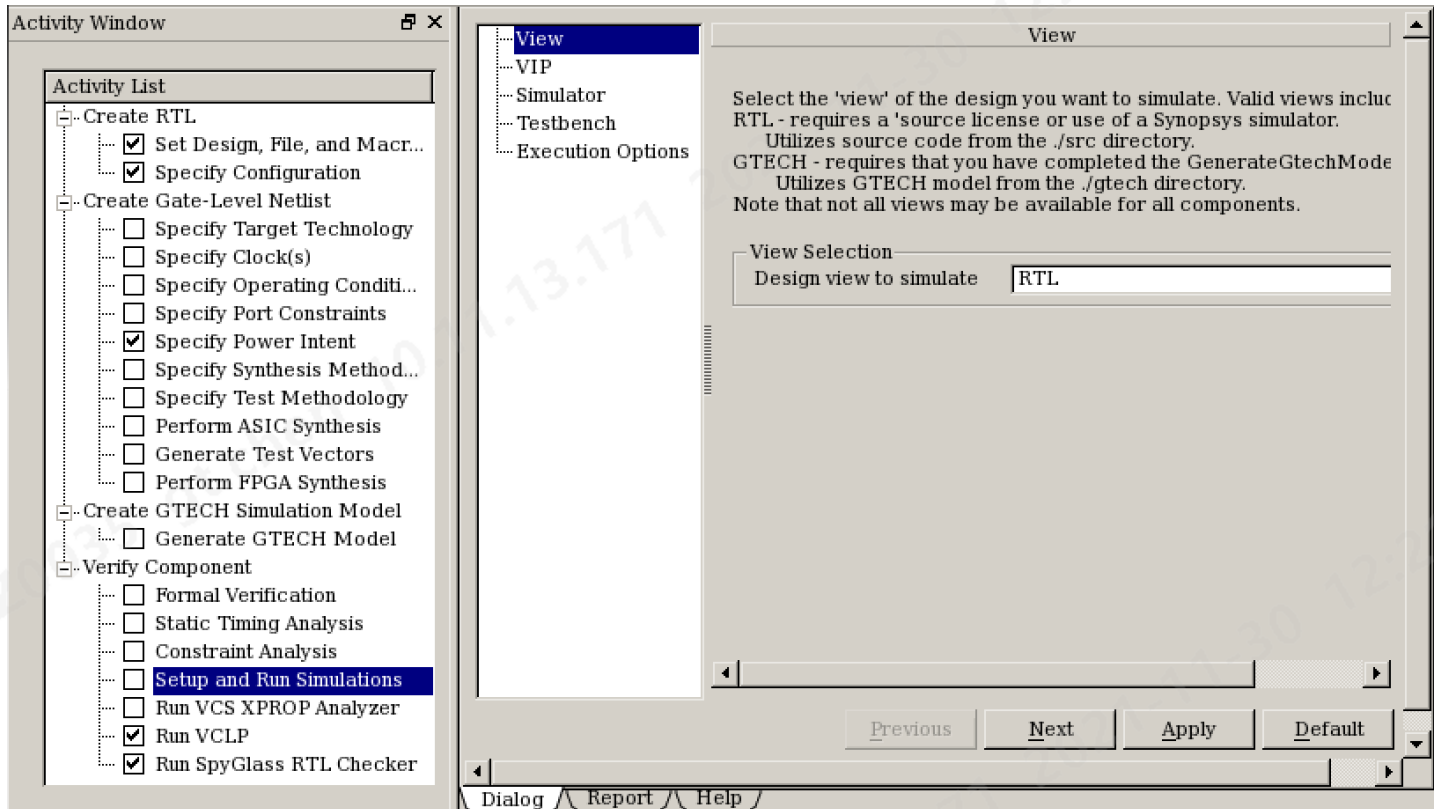 Activity Window
Activity List
Create RTL
Set Design, File, and Macr...
Specify Configuration
Create Gate-Level Netlist
Specify Target Technology
Specify Clock(s)
Specify Operating Conditi...
Specify Port Constraints
Specify Power Intent
Specify Synthesis Method...
Specify Test Methodology
Perform ASIC Synthesis
Generate Test Vectors
Perform FPGA Synthesis
Create GTECH Simulation Model
Generate GTECH Model
Verify Component
Formal Verification
Static Timing Analysis
Constraint Analysis
Setup and Run Simulations
Run VCS XPROP Analyzer
Run VCLP
Run SpyGlass RTL Checker
View
VIP
Simulator
Testbench
Execution Options
View
Select the 'view' of the design you want to simulate. Valid views includ
RTL - requires a 'source license or use of a Synopsys simulator.
Utilizes source code from the ./src directory.
GTECH - requires that you have completed the GenerateGtechMode
Utilizes GTECH model from the ./gtech directory.
Note that not all views may be available for all components.
View Selection
Design view to simulate RTL
Previous Next Apply Default
Dialog Report Help